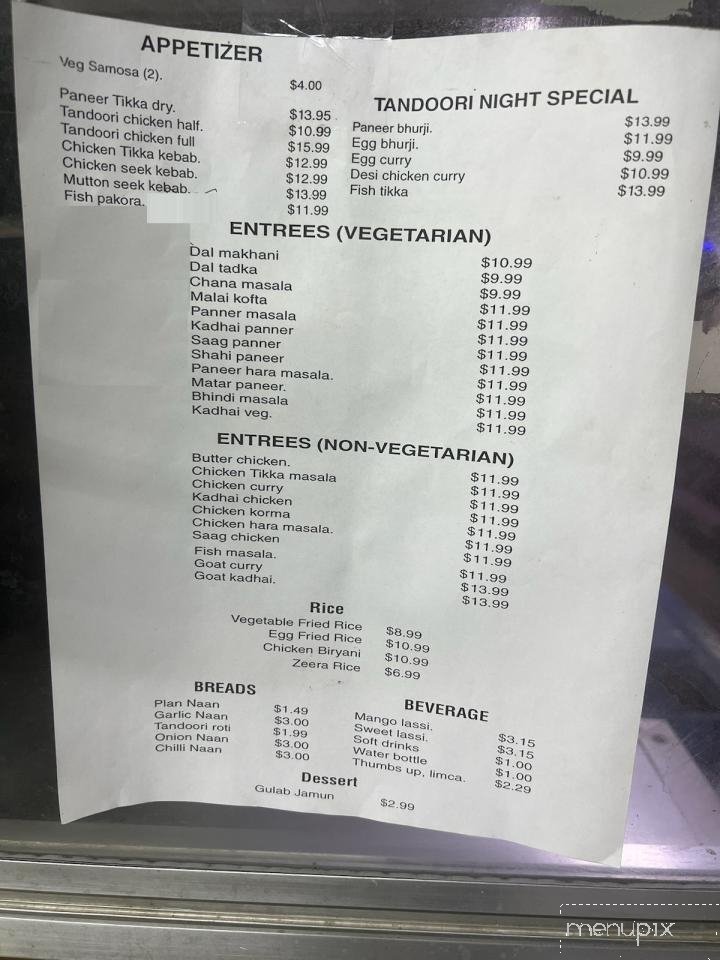 APPETIZER
Veg Samosa (2). $4.00
Paneer Tikka dry. $13.95
Tandoori chicken half. $10.99
Tandoori chicken full $15.99
Chicken Tikka kebab. $12.99
Chicken seek kebab. $12.99
Mutton seek kebab. $13.99
Fish pakora. $11.99
TANDOORI NIGHT SPECIAL
Paneer bhurji. $13.99
Egg bhurji. $11.99
Egg curry $9.99
Desi chicken curry $10.99
Fish tikka $13.99
ENTREES (VEGETARIAN)
Dal makhani $10.99
Dal tadka $9.99
Chana masala $9.99
Malai kofta $11.99
Panner masala $11.99
Kadhai panner $11.99
Saag panner $11.99
Shahi paneer $11.99
Paneer hara masala. $11.99
Matar paneer. $11.99
Bhindi masala $11.99
Kadhai veg. $11.99
ENTREES (NON-VEGETARIAN)
Butter chicken. $11.99
Chicken Tikka masala $11.99
Chicken curry $11.99
Kadhai chicken $11.99
Chicken korma $11.99
Chicken hara masala. $11.99
Saag chicken $11.99
Fish masala. $11.99
Goat curry $13.99
Goat kadhai. $13.99
Rice
Vegetable Fried Rice $8.99
Egg Fried Rice $10.99
Chicken Biryani $10.99
Zeera Rice $6.99
BREADS
Plan Naan $1.49
Garlic Naan $3.00
Tandoori roti $1.99
Onion Naan $3.00
Chilli Naan $3.00
BEVERAGE
Mango lassi. $3.15
Sweet lassi. $3.15
Soft drinks $1.00
Water bottle $1.00
Thumbs up, limca. $2.29
Dessert
Gulab Jamun $2.99
menupix